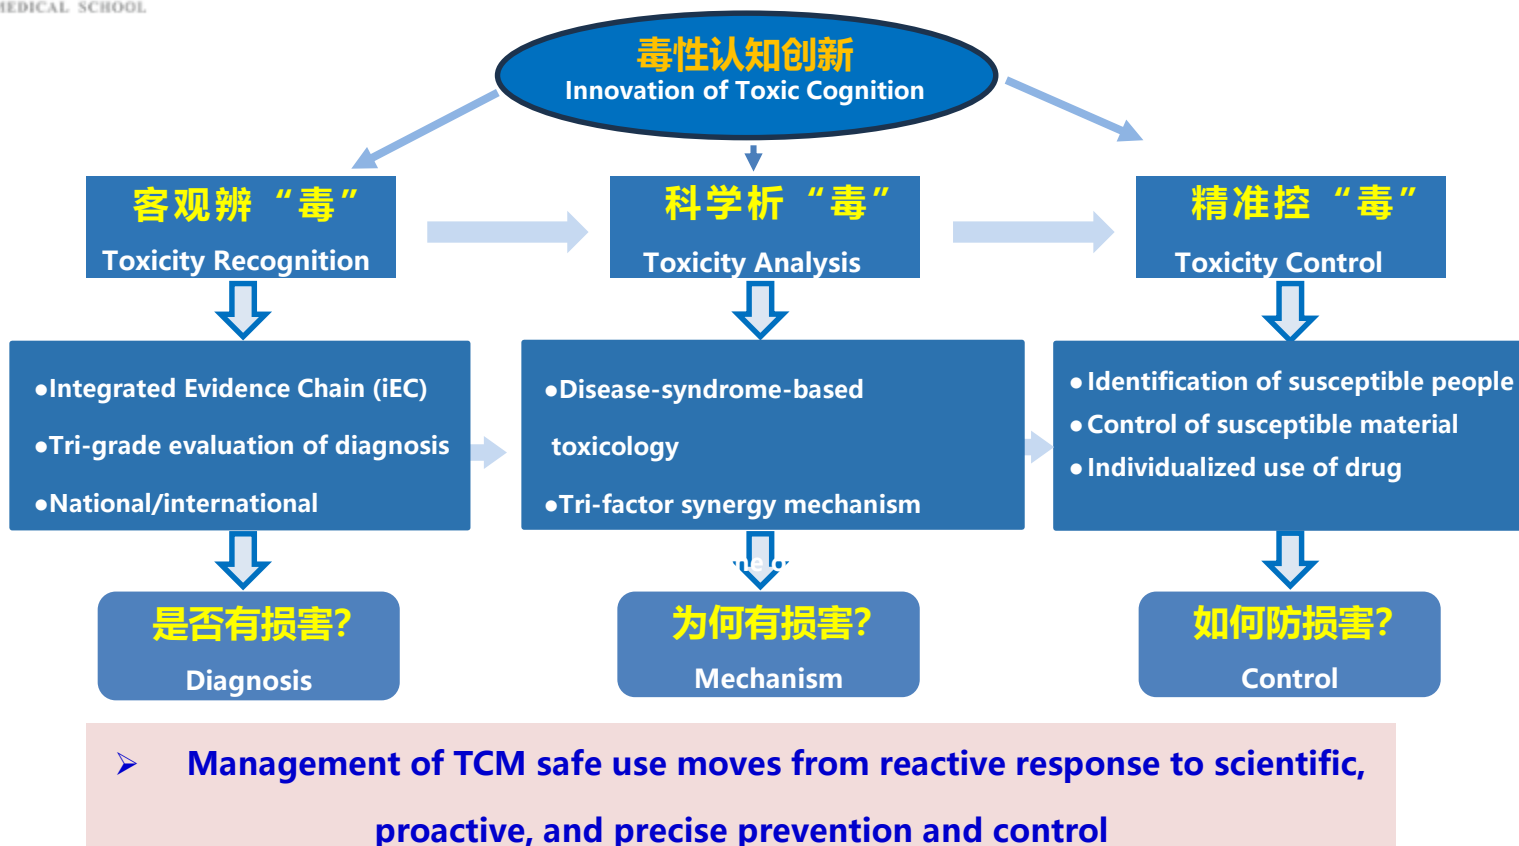 MEDICAL SCHOOL
毒性认知创新
Innovation of Toxic Cognition
客观辨“毒”
Toxicity Recognition
科学析“毒”
Toxicity Analysis
精准控“毒”
Toxicity Control
●Integrated Evidence Chain (iEC)
●Tri-grade evaluation of diagnosis
●National/international
●Disease-syndrome-based
toxicology
●Tri-factor synergy mechanism
●Identification of susceptible people
●Control of susceptible material
●Individualized use of drug
是否有损害?
Diagnosis
为何有损害?
Mechanism
如何防损害?
Control
➢ Management of TCM safe use moves from reactive response to scientific,
proactive, and precise prevention and control